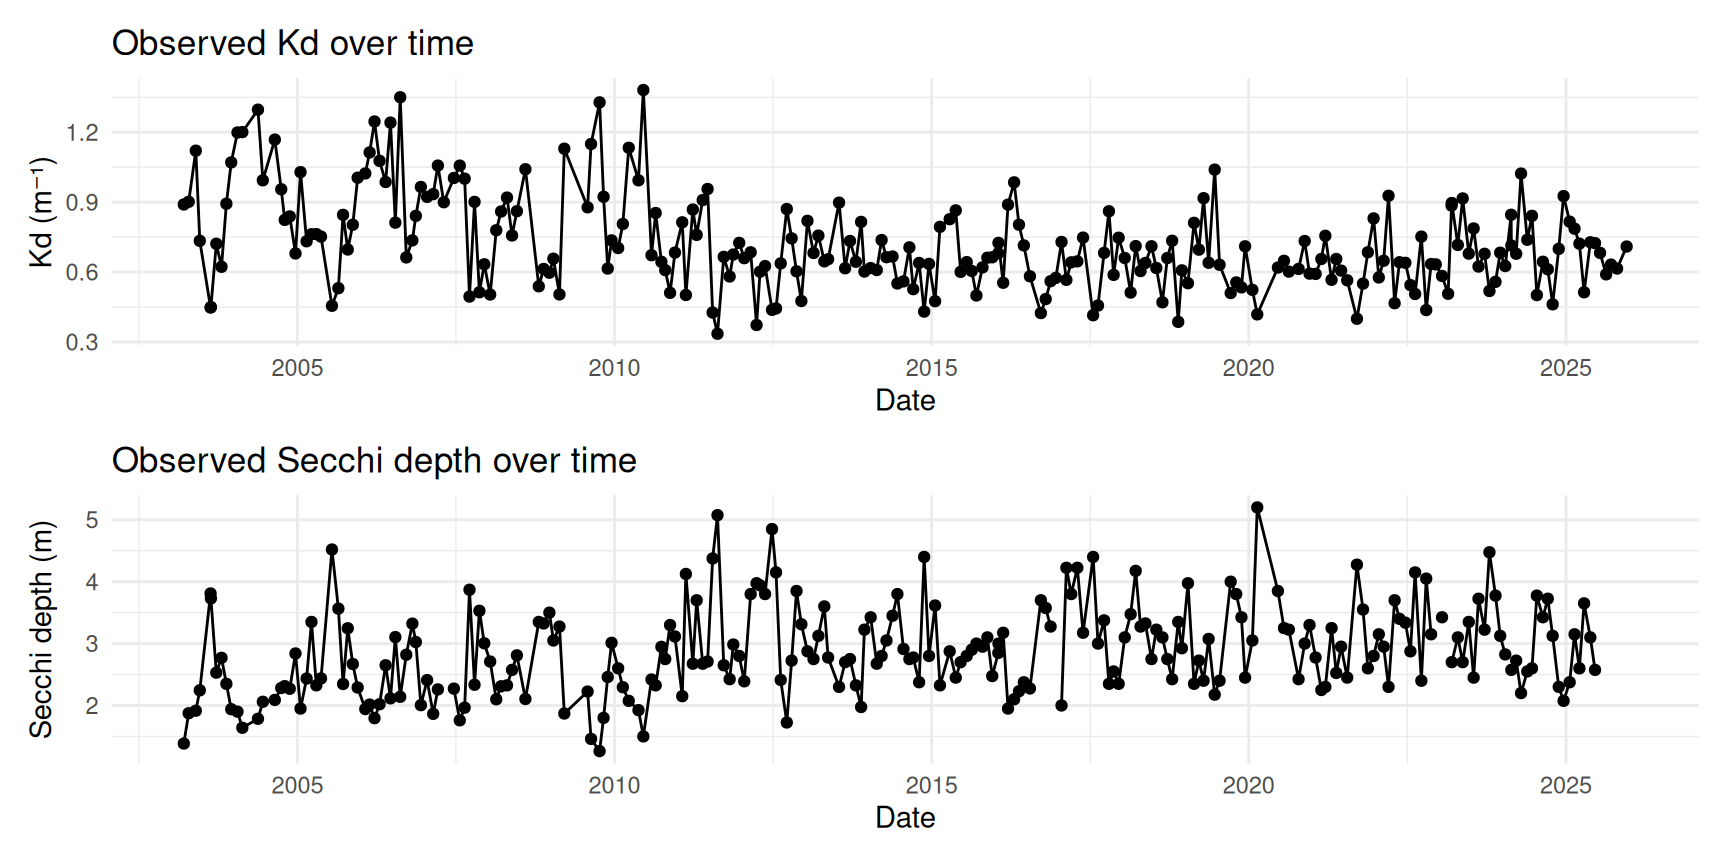 Observed Kd over time
Kd (m⁻¹)
1.2
0.9
0.6
0.3
2005 2010 2015 2020 2025
Date
Observed Secchi depth over time
Secchi depth (m)
5
4
3
2
2005 2010 2015 2020 2025
Date